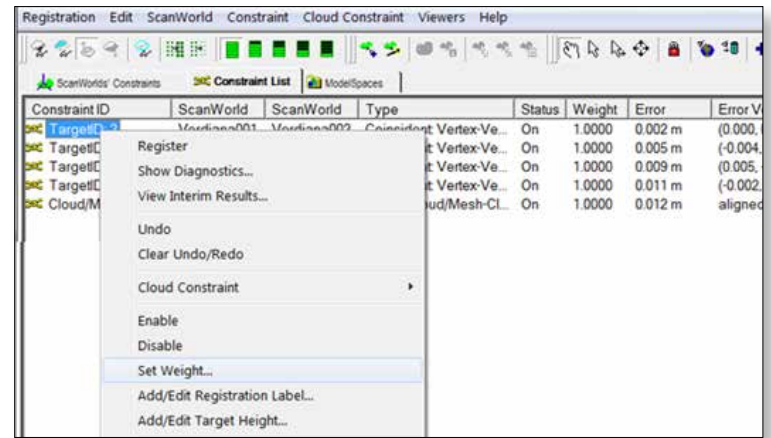 Registration Edit ScanWorld Constraint Cloud Constraint Viewers Help
ScanWorlds' Constraints Constraint List ModelSpaces
Constraint ID ScanWorld ScanWorld Type Status Weight Error Error V
TargetID: 2 Verdiana001 Verdiana002 Coincident Vertex-Ve... On 1.0000 0.002 m (0.000,
TargetI t Vertex-Ve... On 1.0000 0.005 m (-0.004,
TargetI t Vertex-Ve... On 1.0000 0.009 m (0.005, -
TargetI t Vertex-Ve... On 1.0000 0.011 m (-0.002,
Cloud/M oud/Mesh-Cl... On 1.0000 0.012 m aligned
Register
Show Diagnostics...
View Interim Results...
Undo
Clear Undo/Redo
Cloud Constraint
Enable
Disable
Set Weight...
Add/Edit Registration Label...
Add/Edit Target Height...